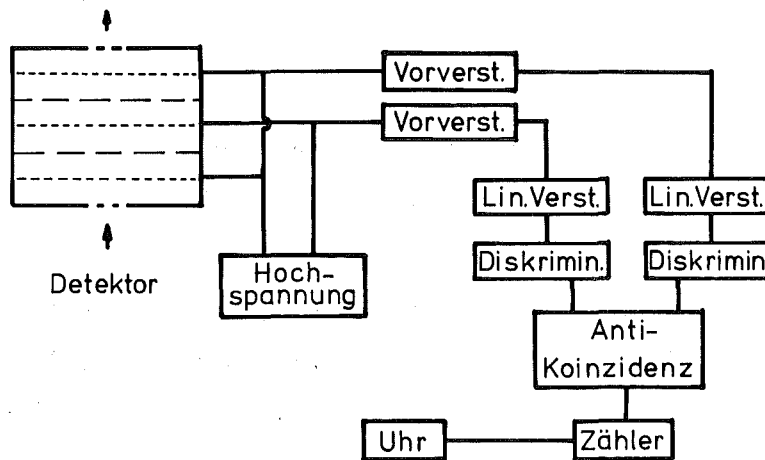 Vorverst.
Vorverst.
Lin.Verst.
Lin.Verst.
Diskrimin.
Diskrimin
Detektor
Hoch-
spannung
Anti-
Koinzidenz
Uhr
Zähler